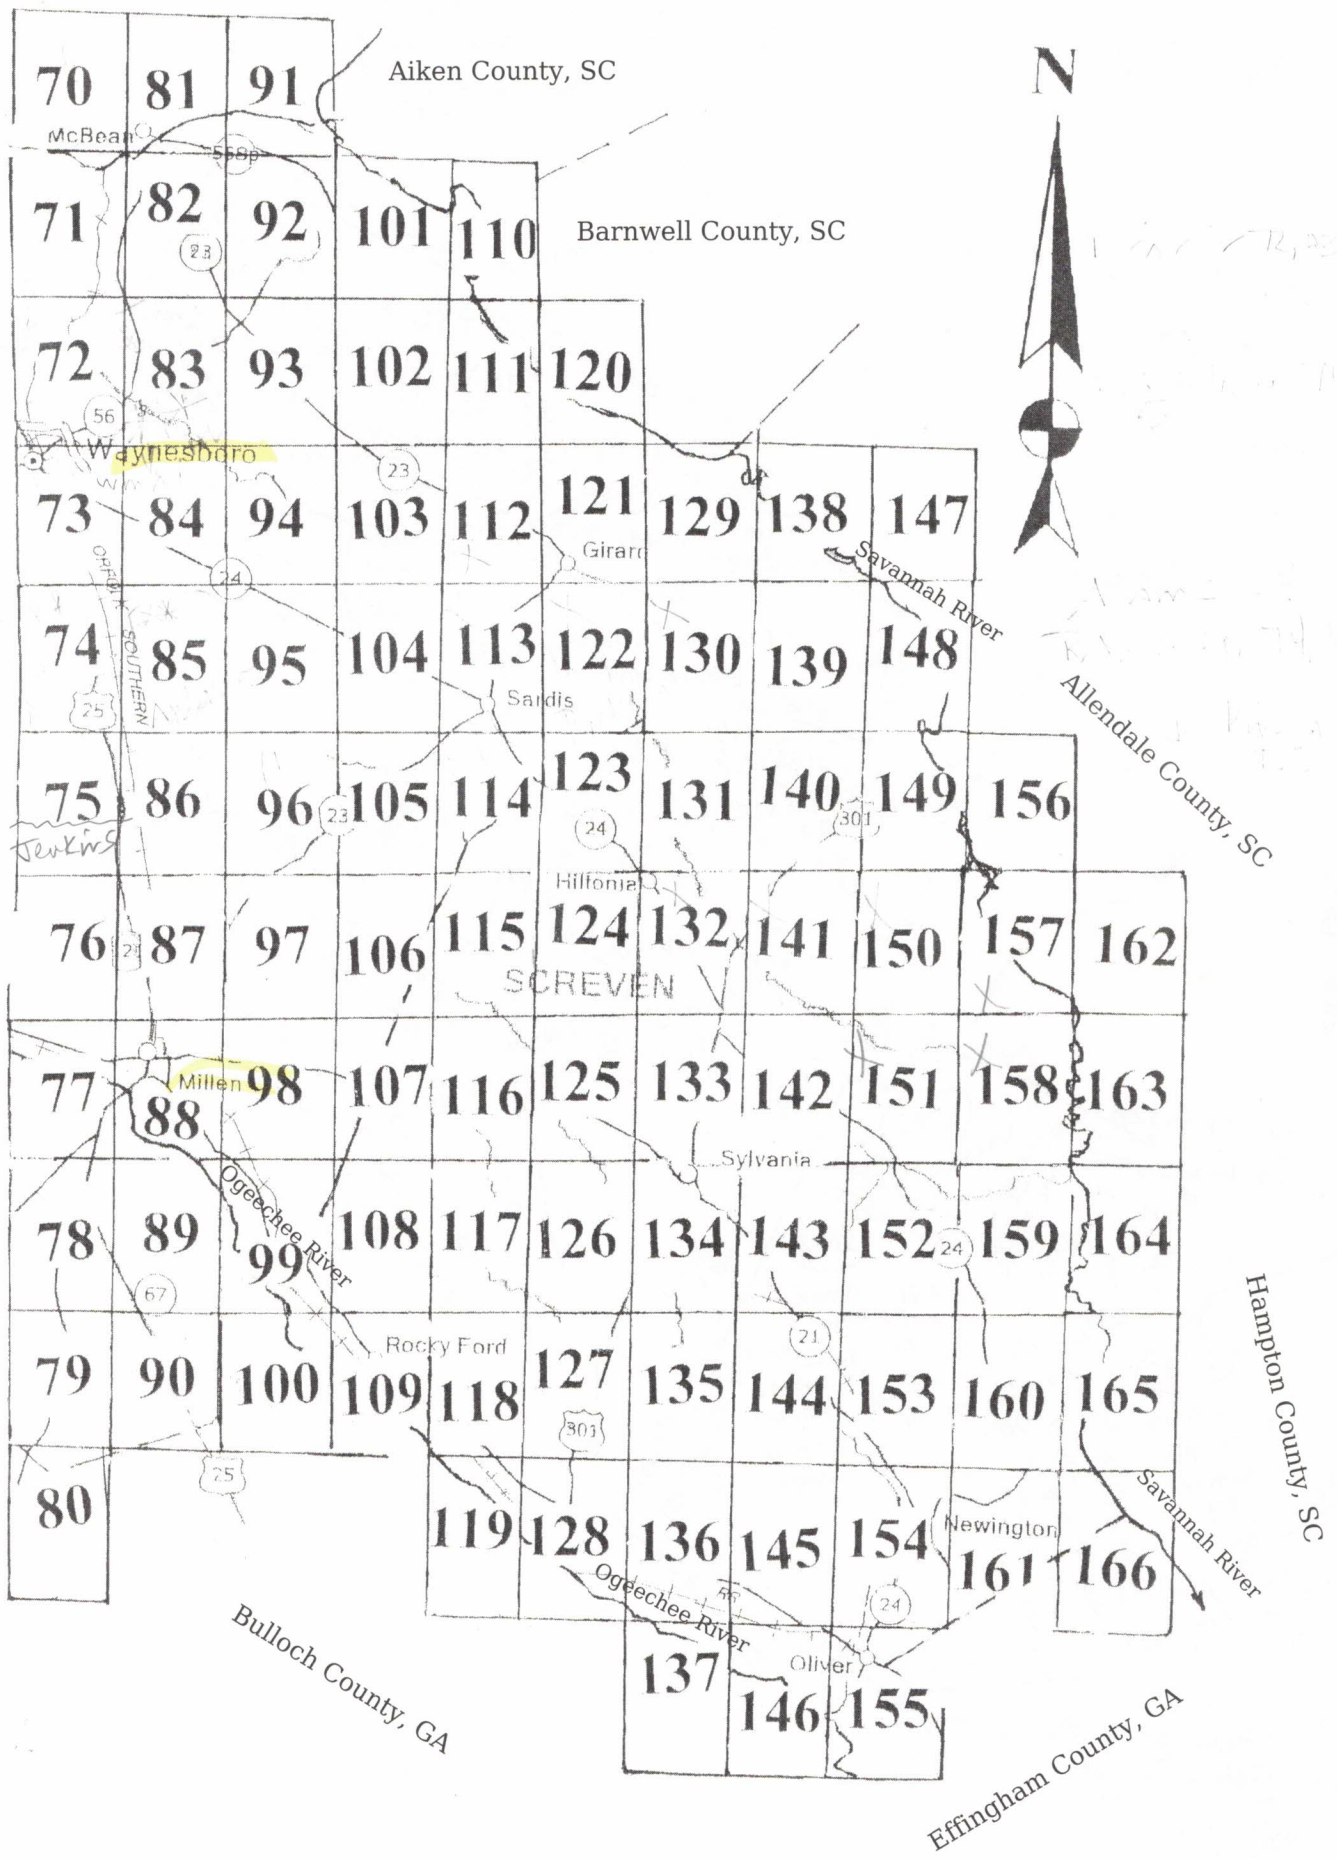 Aiken County, SC
N
70 81 91
McBean
558p
71 82 92 101 110
Barnwell County, SC
23
72 83 93 102 111 120
56
Waynesboro
23
73 84 94 103 112 121 129 138 147
Girard
Savannah River
24
SOUTHERN
74 85 95 104 113 122 130 139 148
25
Sardis
Allendale County, SC
75 86 96 23 105 114 123 131 140 149 156
24
301
Jenkins
Hiltonia
76 87 97 106 115 124 132 141 150 157 162
SCREVEN
77 88 98 107 116 125 133 142 151 158 163
Millen
Sylvania
Ogeechee River
78 89 99 108 117 126 134 143 152 24 159 164
67
Hampton County, SC
21
Rocky Ford
79 90 100 109 118 127 135 144 153 160 165
301
25
80 119 128 136 145 154 161 166
Newington
Savannah River
Ogeechee River
24
Bulloch County, GA
Oliver
137 146 155
Effingham County, GA